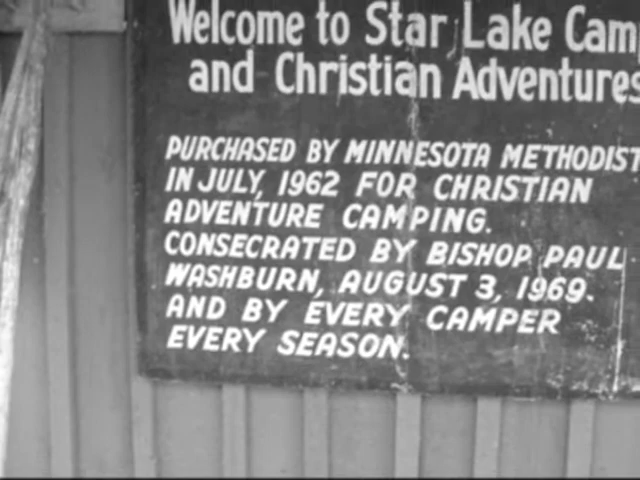 Welcome to Star Lake Cam
and Christian Adventures
PURCHASED BY MINNESOTA METHODIST
IN JULY, 1962 FOR CHRISTIAN
ADVENTURE CAMPING.
CONSECRATED BY BISHOP PAUL
WASHBURN, AUGUST 3, 1969.
AND BY EVERY CAMPER
EVERY SEASON.